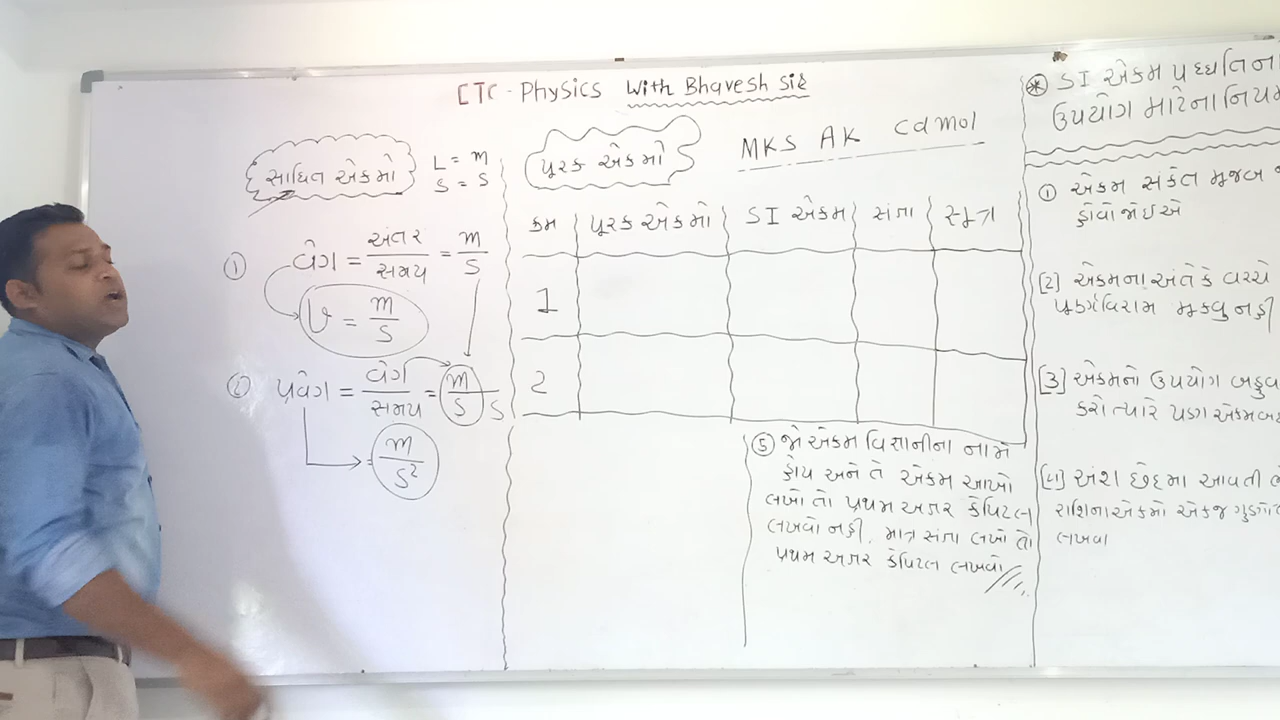 CTC - Physics With Bhavesh Sir
સાધિત એકમો
L = m
S = S
① વેગ = અંતર / સમય = m / S
v = m / S
② પ્રવેગ = વેગ / સમય = m / S S
= m / S²
પૂરક એકમો
MKS AK cdmol
ક્રમ પૂરક એકમો SI એકમ સંજ્ઞા સૂત્ર
1
2
⑤ જો એકમ વિજ્ઞાનીના નામે
હોય અને તે એકમ આખો
લખો તો પ્રથમ અક્ષર કેપિટલ
લખવો નહી. માત્ર સંજ્ઞા લખો તો
પ્રથમ અક્ષર કેપિટલ લખવો
* SI એકમ પધ્ધતિના
ઉપયોગ માટેના નિયમ
① એકમ સંકેત મુજબ
હોવો જોઇએ
[2] એકમના અંતે કે વચ્ચે
પૂર્ણવિરામ મૂકવુ નહી
[3] એકમનો ઉપયોગ બહુવ
કરો ત્યારે પણ એકમ
[4] અંશ છેદમા આવતી
રાશિના એકમો એકજ
લખવા